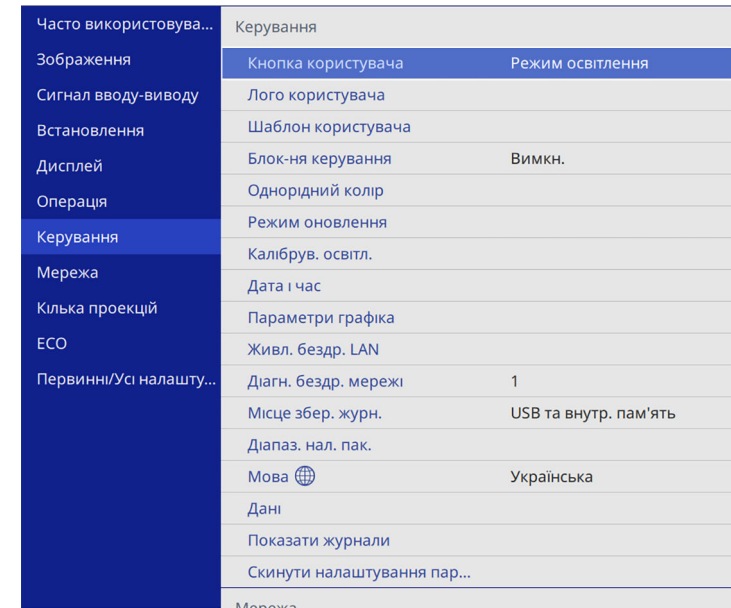 Часто використовува...
Зображення
Сигнал вводу-виводу
Встановлення
Дисплей
Операція
Керування
Мережа
Кілька проекцій
ECO
Первинні/Усі налашту...
Керування
Кнопка користувача Режим освітлення
Лого користувача
Шаблон користувача
Блок-ня керування Вимкн.
Однорідний колір
Режим оновлення
Калібрув. освітл.
Дата і час
Параметри графіка
Живл. бездр. LAN
Діагн. бездр. мережі 1
Місце збер. журн. USB та внутр. пам'ять
Діапаз. нал. пак.
Мова Українська
Дані
Показати журнали
Скинути налаштування пар...
Мережа